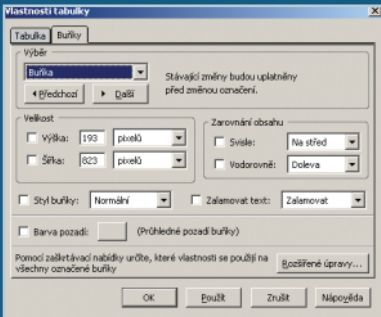 Vlastnosti tabulky
Tabulka Buňky
Výběr
Buňka
Předchozí Další
Stávající změny budou uplatněny
před změnou označení.
Velikost
Výška: 193 pixelů
Šířka: 823 pixelů
Zarovnání obsahu
Svisle: Na střed
Vodorovně: Doleva
Styl buňky: Normální Zalamovat text: Zalamovat
Barva pozadí: (Průhledné pozadí buňky)
Pomocí zaškrtávací nabídky určíte, které vlastnosti se použijí na
všechny označené buňky
Rozšířené úpravy...
OK Použít Zrušit Nápověda